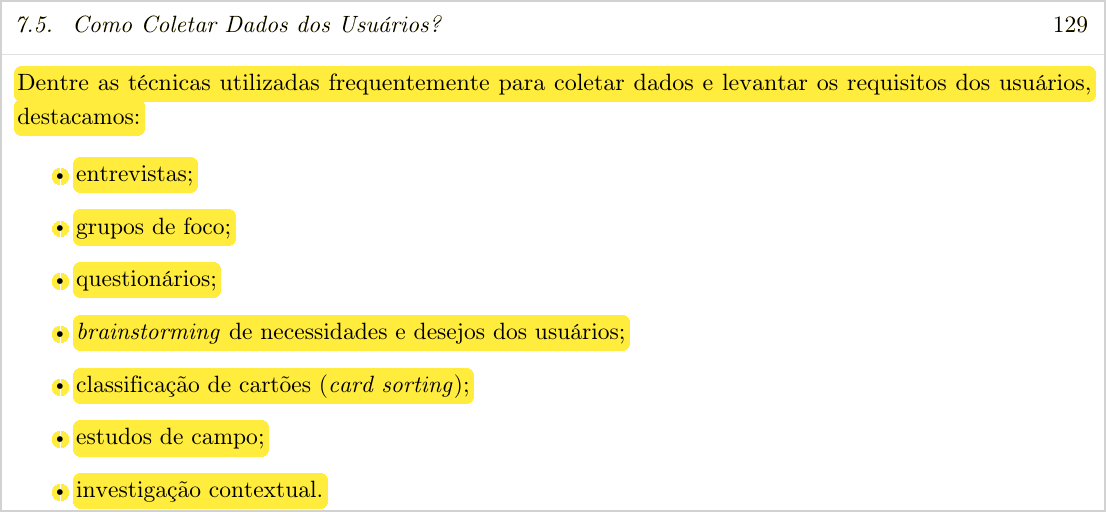 7.5. Como Coletar Dados dos Usuários? 129
Dentre as técnicas utilizadas frequentemente para coletar dados e levantar os requisitos dos usuários,
destacamos:
• entrevistas;
• grupos de foco;
• questionários;
• brainstorming de necessidades e desejos dos usuários;
• classificação de cartões (card sorting);
• estudos de campo;
• investigação contextual.